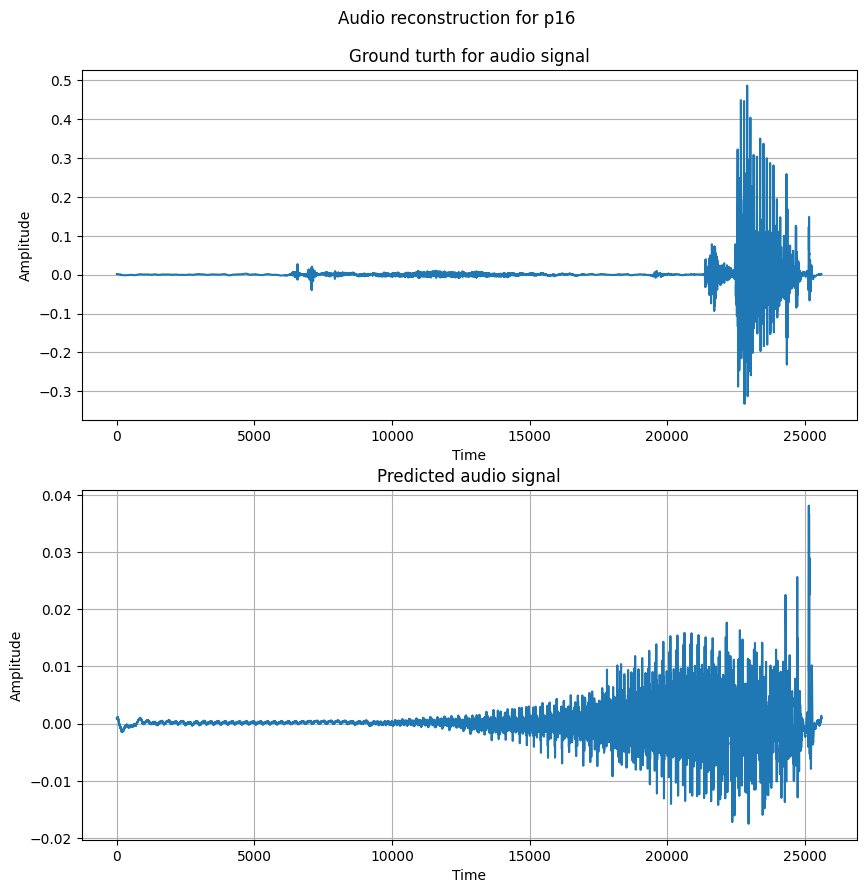 Audio reconstruction for p16
Ground turth for audio signal
0.5
0.4
0.3
0.2
0.1
0.0
−0.1
−0.2
−0.3
Amplitude
0 5000 10000 15000 20000 25000
Time
Predicted audio signal
0.04
0.03
0.02
0.01
0.00
−0.01
−0.02
Amplitude
0 5000 10000 15000 20000 25000
Time